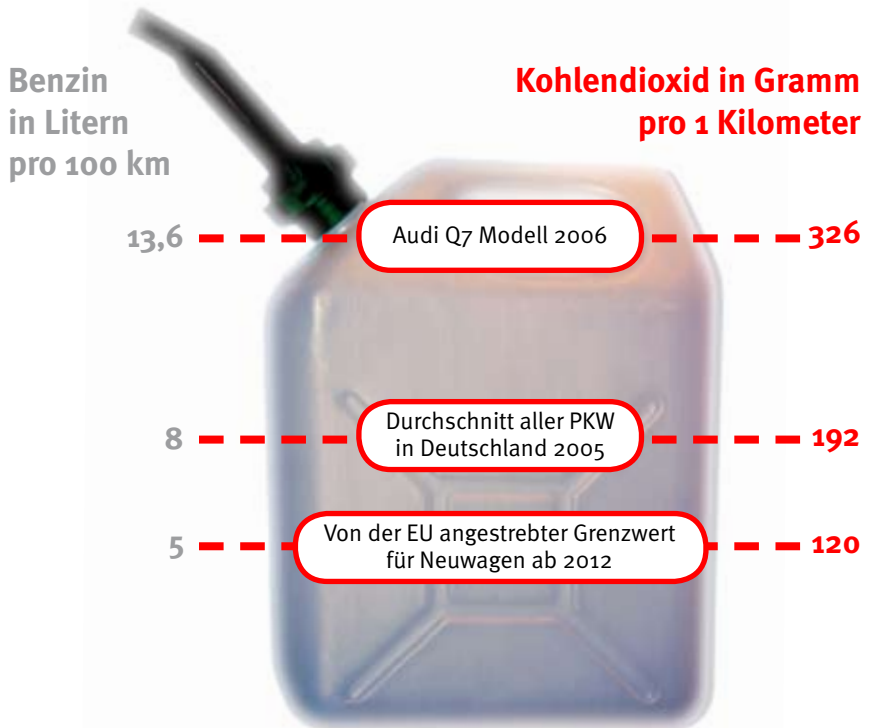 Benzin
in Litern
pro 100 km
Kohlendioxid in Gramm
pro 1 Kilometer
13,6 Audi Q7 Modell 2006 326
8 Durchschnitt aller PKW
in Deutschland 2005 192
5 Von der EU angestrebter Grenzwert
für Neuwagen ab 2012 120